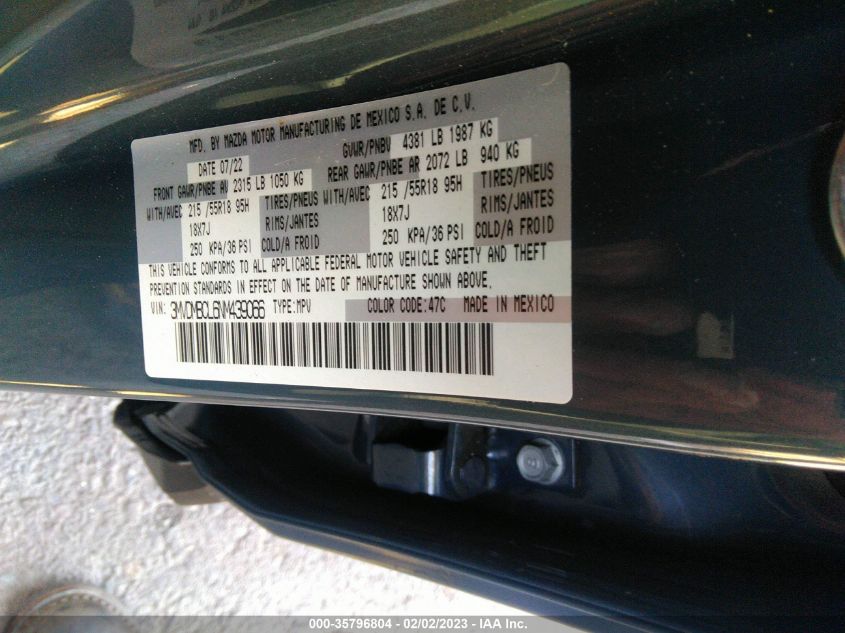 MFD. BY MAZDA MOTOR MANUFACTURING DE MEXICO S.A. DE C.V.
DATE 07/22 GVWR/PNBV 4381 LB 1987 KG
FRONT GAWR/PNBE AV 2315 LB 1050 KG REAR GAWR/PNBE AR 2072 LB 940 KG
WITH/AVEC 215 /55R18 95H TIRES/PNEUS WITH/AVEC 215 /55R18 95H TIRES/PNEUS
18X7J RIMS/JANTES 18X7J RIMS/JANTES
250 KPA/36 PSI COLD/A FROID 250 KPA/36 PSI COLD/A FROID
THIS VEHICLE CONFORMS TO ALL APPLICABLE FEDERAL MOTOR VEHICLE SAFETY AND THEFT
PREVENTION STANDARDS IN EFFECT ON THE DATE OF MANUFACTURE SHOWN ABOVE.
VIN: 3MVDMBCL6NM439066 TYPE:MPV COLOR CODE:47C MADE IN MEXICO
000-35796804 - 02/02/2023 - IAA Inc.